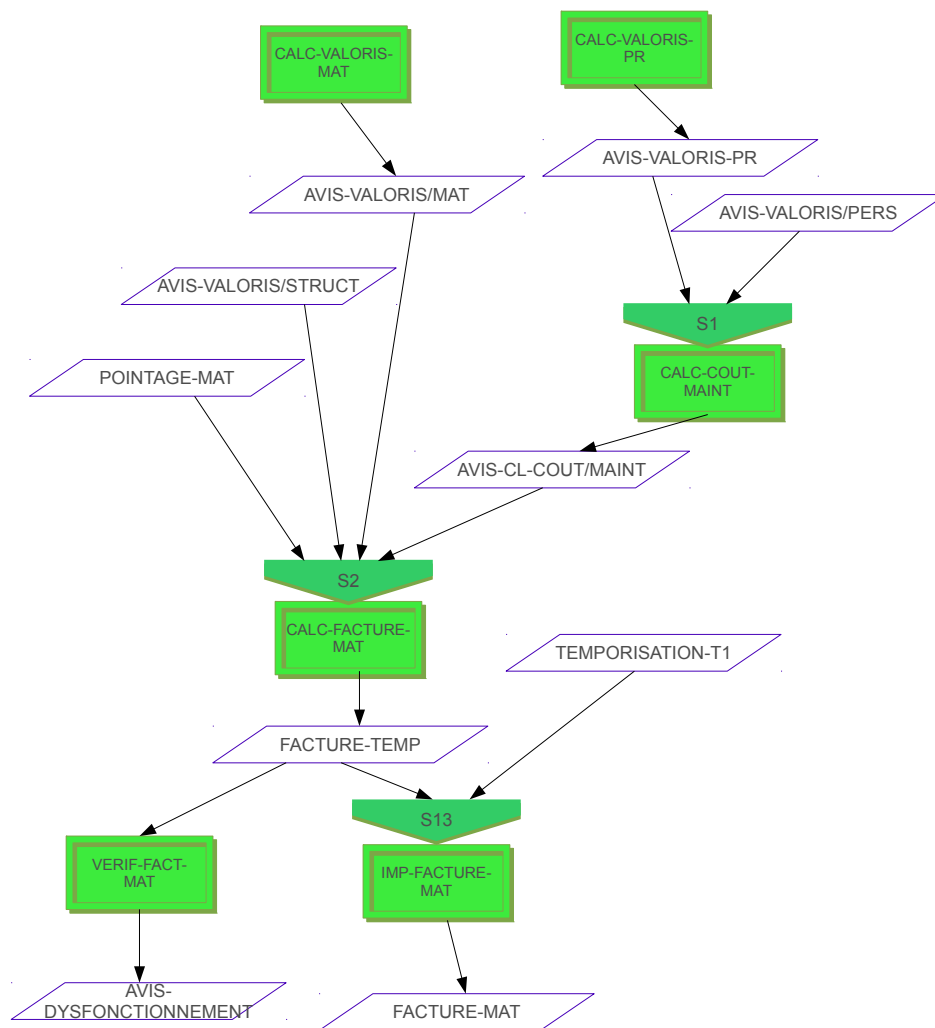 CALC-VALORIS-
MAT
CALC-VALORIS-
PR
AVIS-VALORIS-PR
AVIS-VALORIS/MAT
AVIS-VALORIS/PERS
AVIS-VALORIS/STRUCT
S1
POINTAGE-MAT
CALC-COUT-
MAINT
AVIS-CL-COUT/MAINT
S2
CALC-FACTURE-
MAT
TEMPORISATION-T1
FACTURE-TEMP
S13
VERIF-FACT-
MAT
IMP-FACTURE-
MAT
AVIS-
DYSFONCTIONNEMENT
FACTURE-MAT